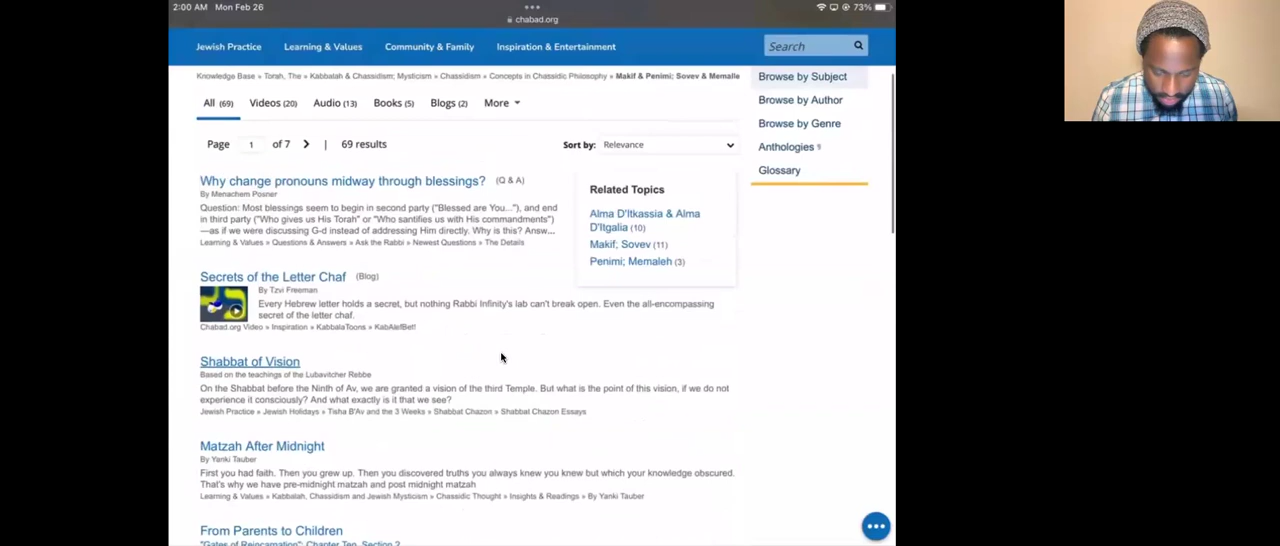 2:00 AM Mon Feb 26
73%
chabad.org
Jewish Practice
Learning & Values
Community & Family
Inspiration & Entertainment
Search
Knowledge Base » Torah, The » Kabbalah & Chassidism; Mysticism » Chassidism » Concepts in Chassidic Philosophy » Makif & Penimi; Sovev & Memalle
All (69)
Videos (20)
Audio (13)
Books (5)
Blogs (2)
More
Page 1 of 7 > | 69 results
Sort by: Relevance
Why change pronouns midway through blessings? (Q & A)
By Menachem Posner
Question: Most blessings seem to begin in second party ("Blessed are You..."), and end
in third party ("Who gives us His Torah" or "Who santifies us with His commandments")
—as if we were discussing G-d instead of addressing Him directly. Why is this? Answ...
Learning & Values » Questions & Answers » Ask the Rabbi » Newest Questions » The Details
Secrets of the Letter Chaf (Blog)
By Tzvi Freeman
Every Hebrew letter holds a secret, but nothing Rabbi Infinity's lab can't break open. Even the all-encompassing
secret of the letter chaf.
Chabad.org Video » Inspiration » KabbalaToons » KabAlefBet!
Shabbat of Vision
Based on the teachings of the Lubavitcher Rebbe
On the Shabbat before the Ninth of Av, we are granted a vision of the third Temple. But what is the point of this vision, if we do not
experience it consciously? And what exactly is it that we see?
Jewish Practice » Jewish Holidays » Tisha B'Av and the 3 Weeks » Shabbat Chazon » Shabbat Chazon Essays
Matzah After Midnight
By Yanki Tauber
First you had faith. Then you grew up. Then you discovered truths you always knew you knew but which your knowledge obscured.
That's why we have pre-midnight matzah and post midnight matzah
Learning & Values » Kabbalah, Chassidism and Jewish Mysticism » Chassidic Thought » Insights & Readings » By Yanki Tauber
From Parents to Children
"Gates of Reincarnation": Chapter Ten, Section 2
Related Topics
Alma D'Itkassia & Alma
D'Itgalia (10)
Makif; Sovev (11)
Penimi; Memaleh (3)
Browse by Subject
Browse by Author
Browse by Genre
Anthologies
Glossary